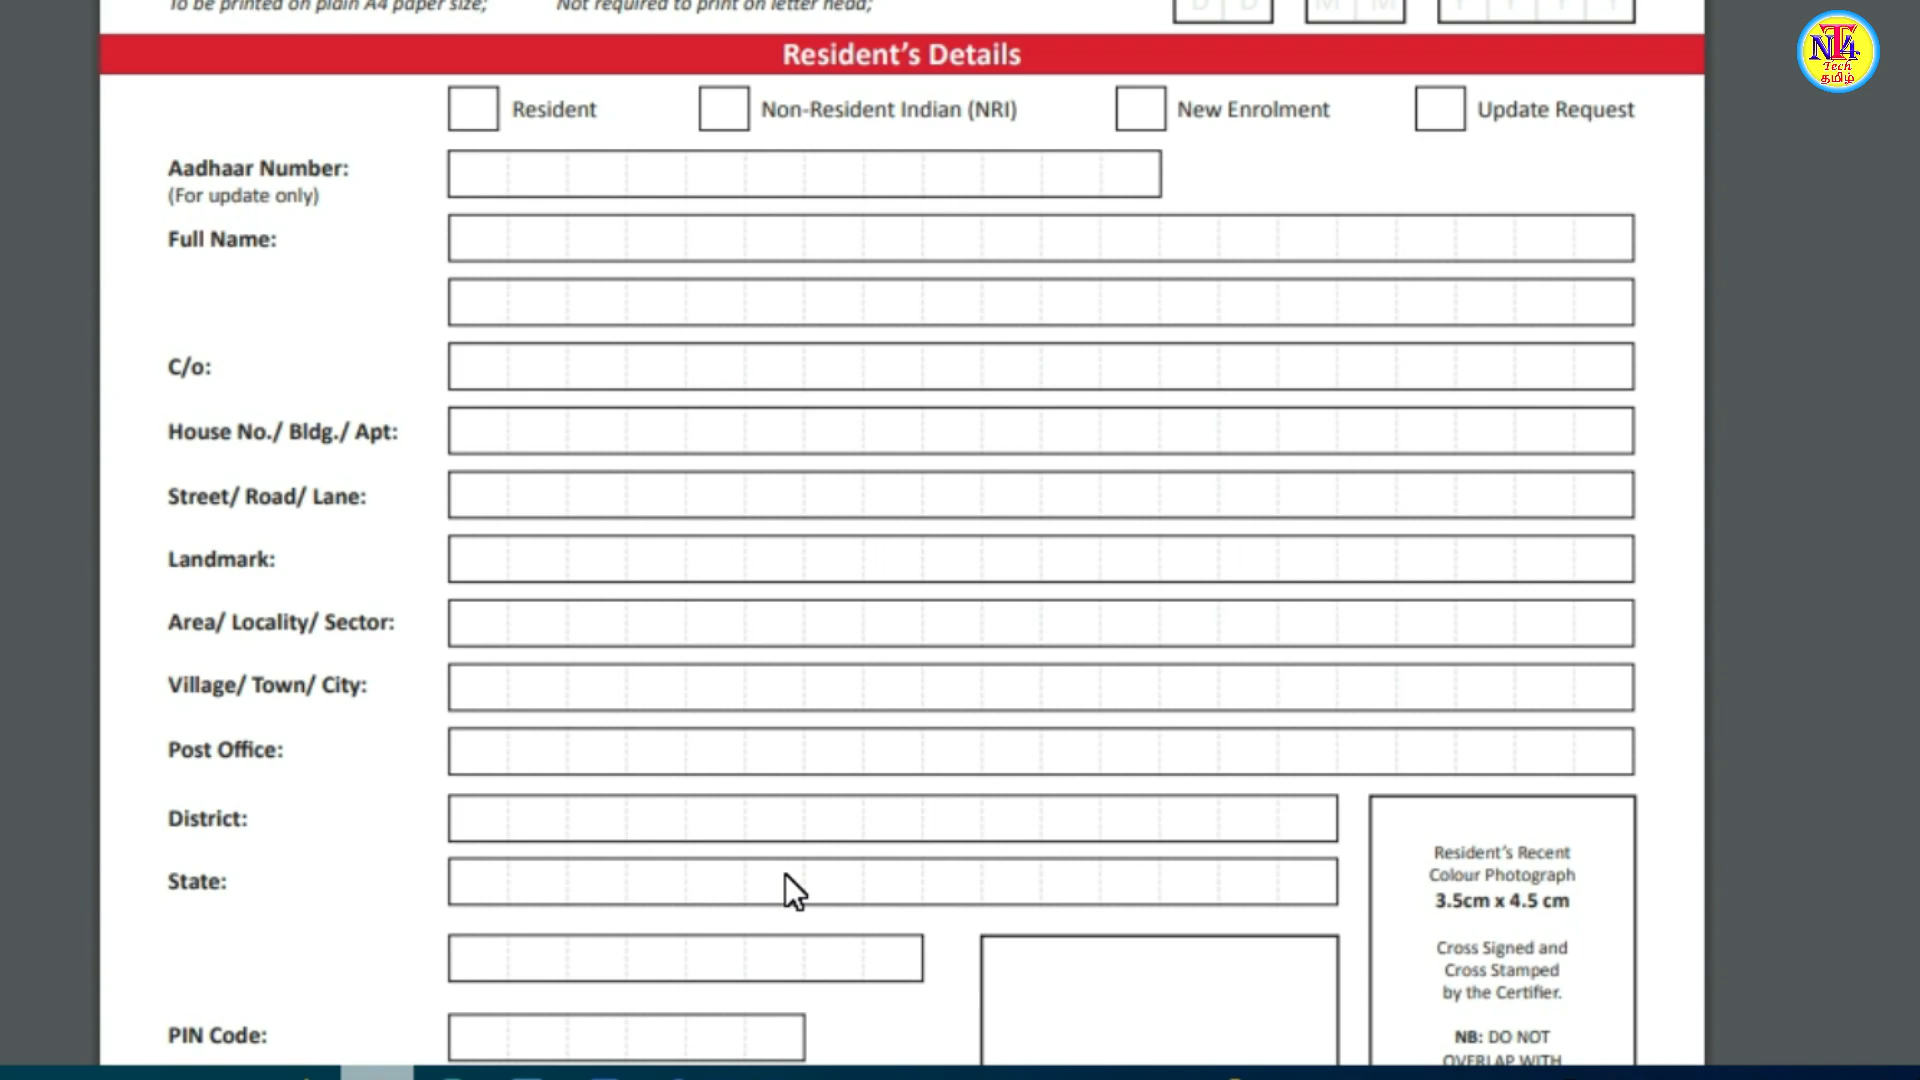 To be printed on plain A4 paper size; Not required to print on letter head;
D D M M Y Y Y Y
Resident's Details
Resident Non-Resident Indian (NRI) New Enrolment Update Request
Aadhaar Number:
(For update only)
Full Name:
C/o:
House No./ Bldg./ Apt:
Street/ Road/ Lane:
Landmark:
Area/ Locality/ Sector:
Village/ Town/ City:
Post Office:
District:
State:
PIN Code:
Resident's Recent
Colour Photograph
3.5cm x 4.5 cm
Cross Signed and
Cross Stamped
by the Certifier.
NB: DO NOT
OVERLAP WITH
NT4
Tech
தமிழ்